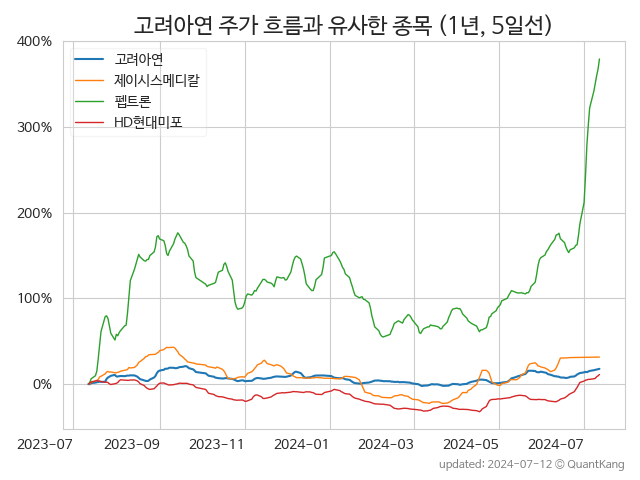 고려아연 주가 흐름과 유사한 종목 (1년, 5일선)
400%
300%
200%
100%
0%
고려아연
제이시스메디칼
펩트론
HD현대미포
2023-07
2023-09
2023-11
2024-01
2024-03
2024-05
2024-07
updated: 2024-07-12 © QuantKang